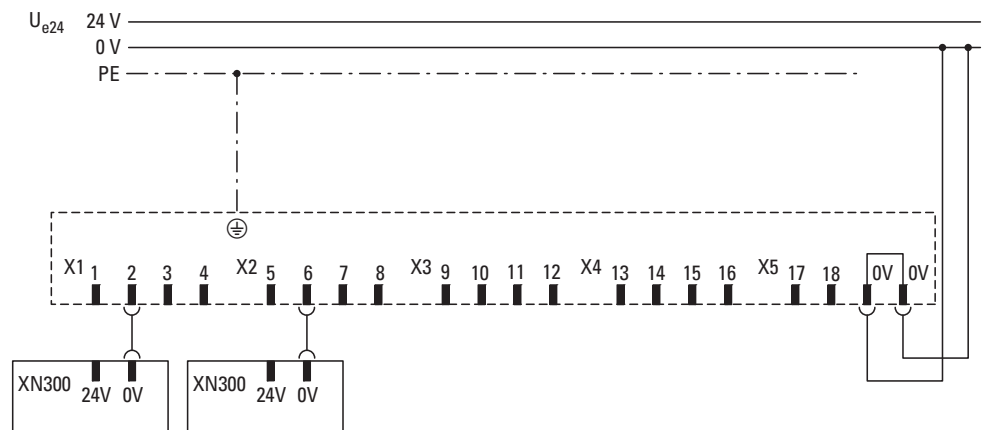 Ue24 24 V
0 V
PE
X1 1 2 3 4 X2 5 6 7 8 X3 9 10 11 12 X4 13 14 15 16 X5 17 18 0V 0V
XN300 24V 0V XN300 24V 0V